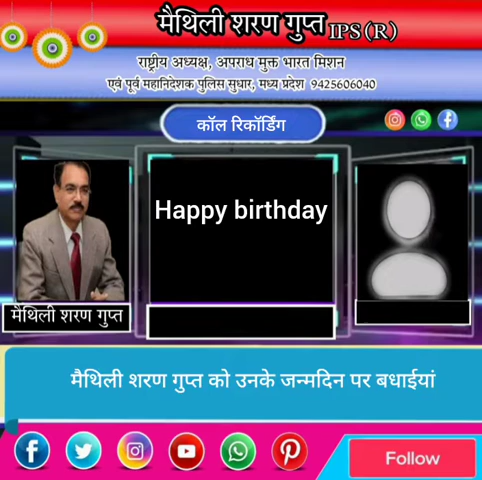 मैथिली शरण गुप्त IPS(R)
राष्ट्रीय अध्यक्ष, अपराध मुक्त भारत मिशन
एवं पूर्व महानिदेशक पुलिस सुधार, मध्य प्रदेश 9425606040
कॉल रिकॉर्डिंग
Happy birthday
मैथिली शरण गुप्त
मैथिली शरण गुप्त को उनके जन्मदिन पर बधाईयां
Follow